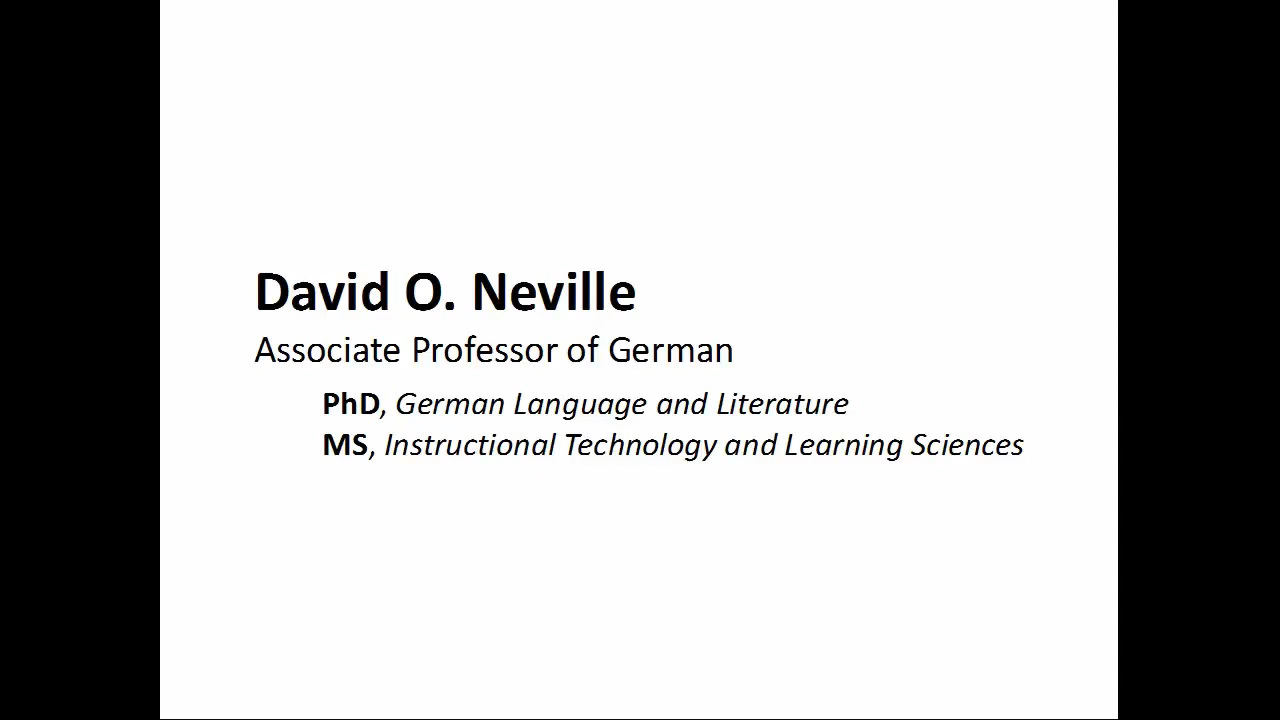 David O. Neville
Associate Professor of German
PhD, German Language and Literature
MS, Instructional Technology and Learning Sciences